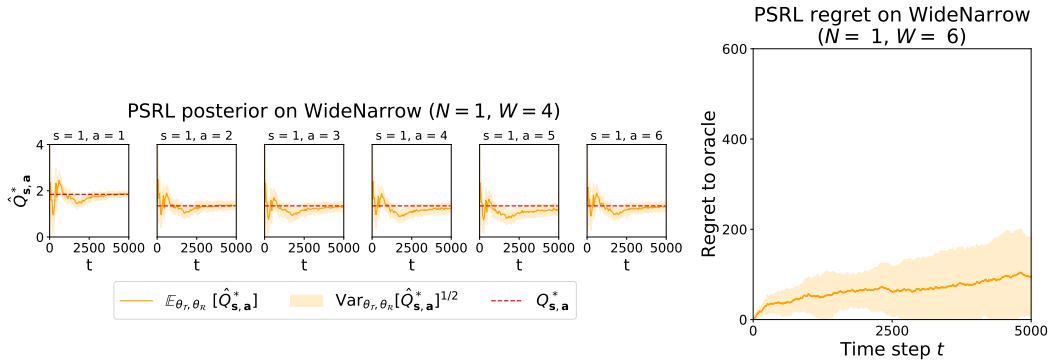 PSRL posterior on WideNarrow (N = 1, W = 4)
s = 1, a = 1
s = 1, a = 2
s = 1, a = 3
s = 1, a = 4
s = 1, a = 5
s = 1, a = 6
Q̂*s,a
4
2
0
0 2500 5000
0 2500 5000
0 2500 5000
0 2500 5000
0 2500 5000
0 2500 5000
t
t
t
t
t
t
𝔼θ𝒯, θℛ [Q̂*s,a]
Varθ𝒯, θℛ[Q̂*s,a]1/2
Q*s,a
PSRL regret on WideNarrow
(N = 1, W = 6)
Regret to oracle
600
400
200
0
0 2500 5000
Time step t